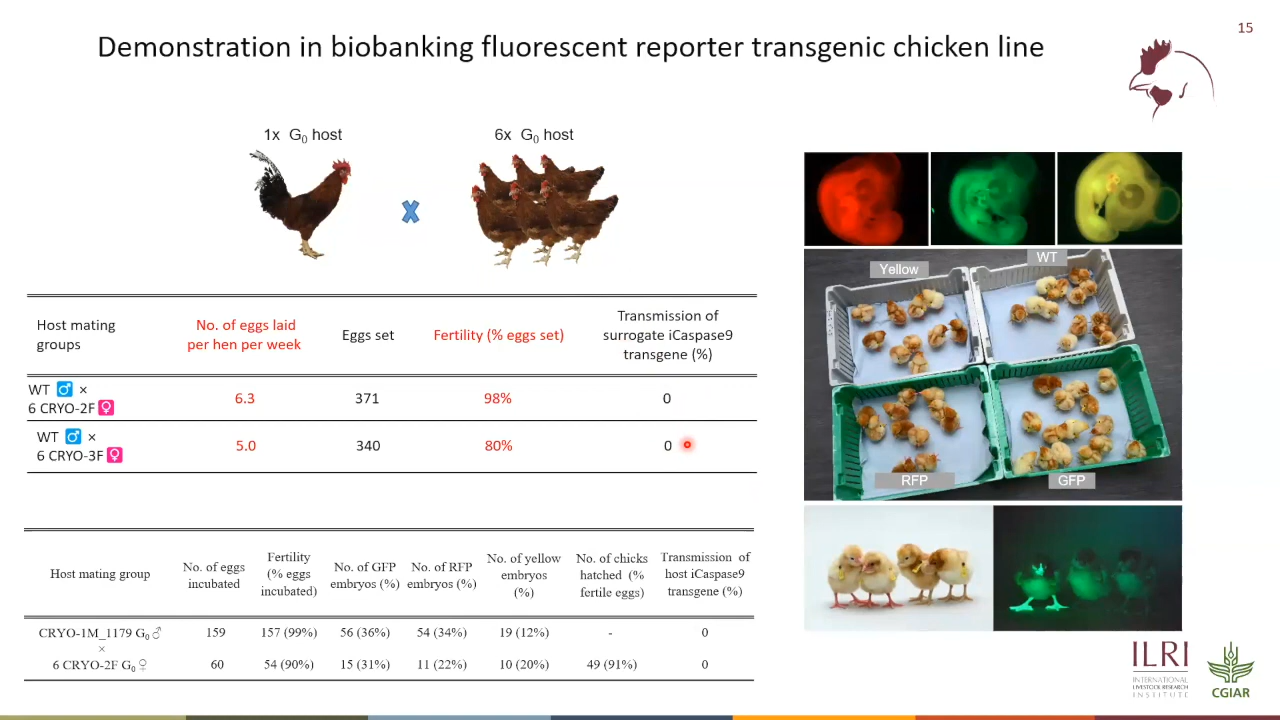 15
Demonstration in biobanking fluorescent reporter transgenic chicken line
1x G₀ host
6x G₀ host
Host mating
groups
No. of eggs laid
per hen per week
Eggs set
Fertility (% eggs set)
Transmission of
surrogate iCaspase9
transgene (%)
WT ♂ ×
6 CRYO-2F ♀
6.3
371
98%
0
WT ♂ ×
6 CRYO-3F ♀
5.0
340
80%
0
Host mating group
No. of eggs
incubated
Fertility
(% eggs
incubated)
No. of GFP
embryos (%)
No. of RFP
embryos (%)
No. of yellow
embryos
(%)
No. of chicks
hatched (%
fertile eggs)
Transmission of
host iCaspase9
transgene (%)
CRYO-1M_1179 G₀ ♂
×
6 CRYO-2F G₀ ♀
159
157 (99%)
56 (36%)
54 (34%)
19 (12%)
-
0
60
54 (90%)
15 (31%)
11 (22%)
10 (20%)
49 (91%)
0
Yellow
WT
RFP
GFP
ILRI
INTERNATIONAL
LIVESTOCK RESEARCH
INSTITUTE
CGIAR